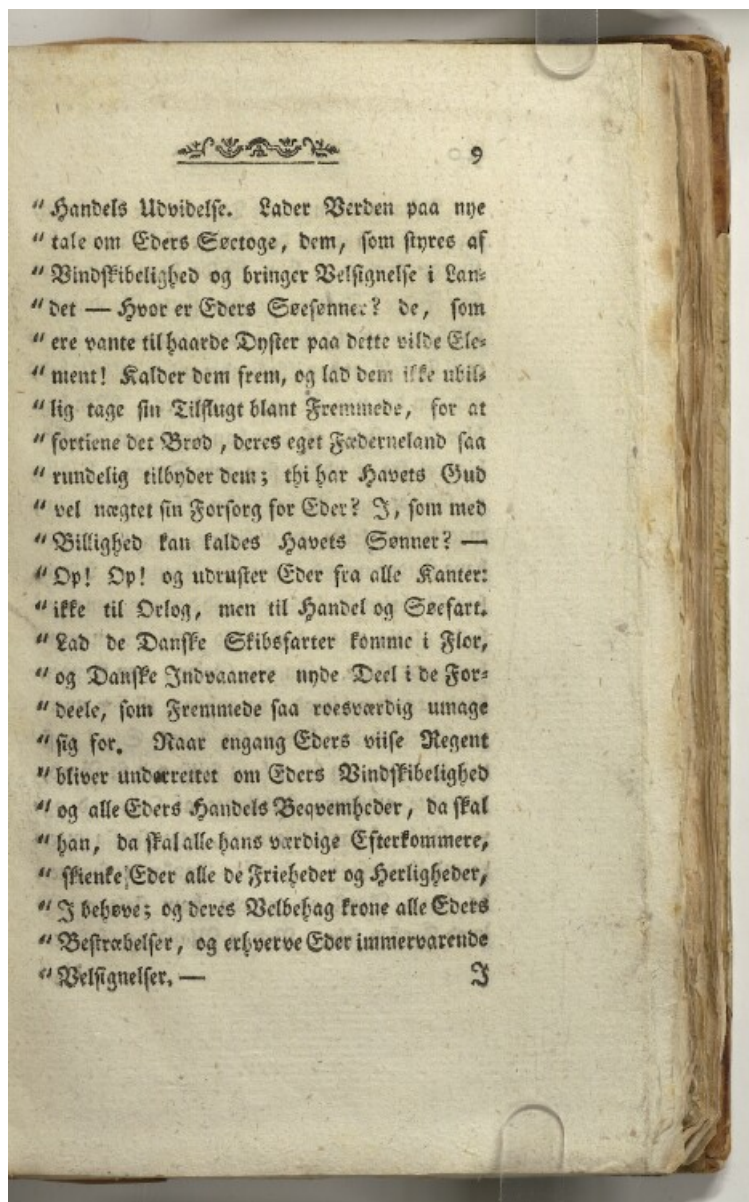 9
" Handels Udvidelse. Lader Verden paa nye
" tale om Eders Søetoge, dem, som styres af
" Vindskibelighed og bringer Velsignelse i Lan=
" det — Hvor er Eders Søesønner? de, som
" ere vante til haarde Dyster paa dette vilde Ele=
" ment! Kalder dem frem, og lad dem ikke ubil=
" lig tage sin Tilflugt blant Fremmede, for at
" fortiene det Brød, deres eget Fæderneland saa
" rundelig tilbyder dem; thi har Havets Gud
" vel nægtet sin Forsorg for Eder? I, som med
" Billighed kan kaldes Havets Sønner? —
" Op! Op! og udruster Eder fra alle Kanter:
" ikke til Orlog, men til Handel og Søefart.
" Lad de Danske Skibsfarter komme i Flor,
" og Danske Indvaanere nyde Deel i de For=
" deele, som Fremmede saa roesværdig umage
" sig for. Naar engang Eders viise Regent
" bliver underrettet om Eders Vindskibelighed
" og alle Eders Handels Beqvemheder, da skal
" han, da skal alle hans værdige Efterkommere,
" skienke Eder alle de Frieheder og Herligheder,
" I behøve; og deres Velbehag krone alle Eders
" Bestræbelser, og erhverve Eder immervarende
" Velsignelser. — I